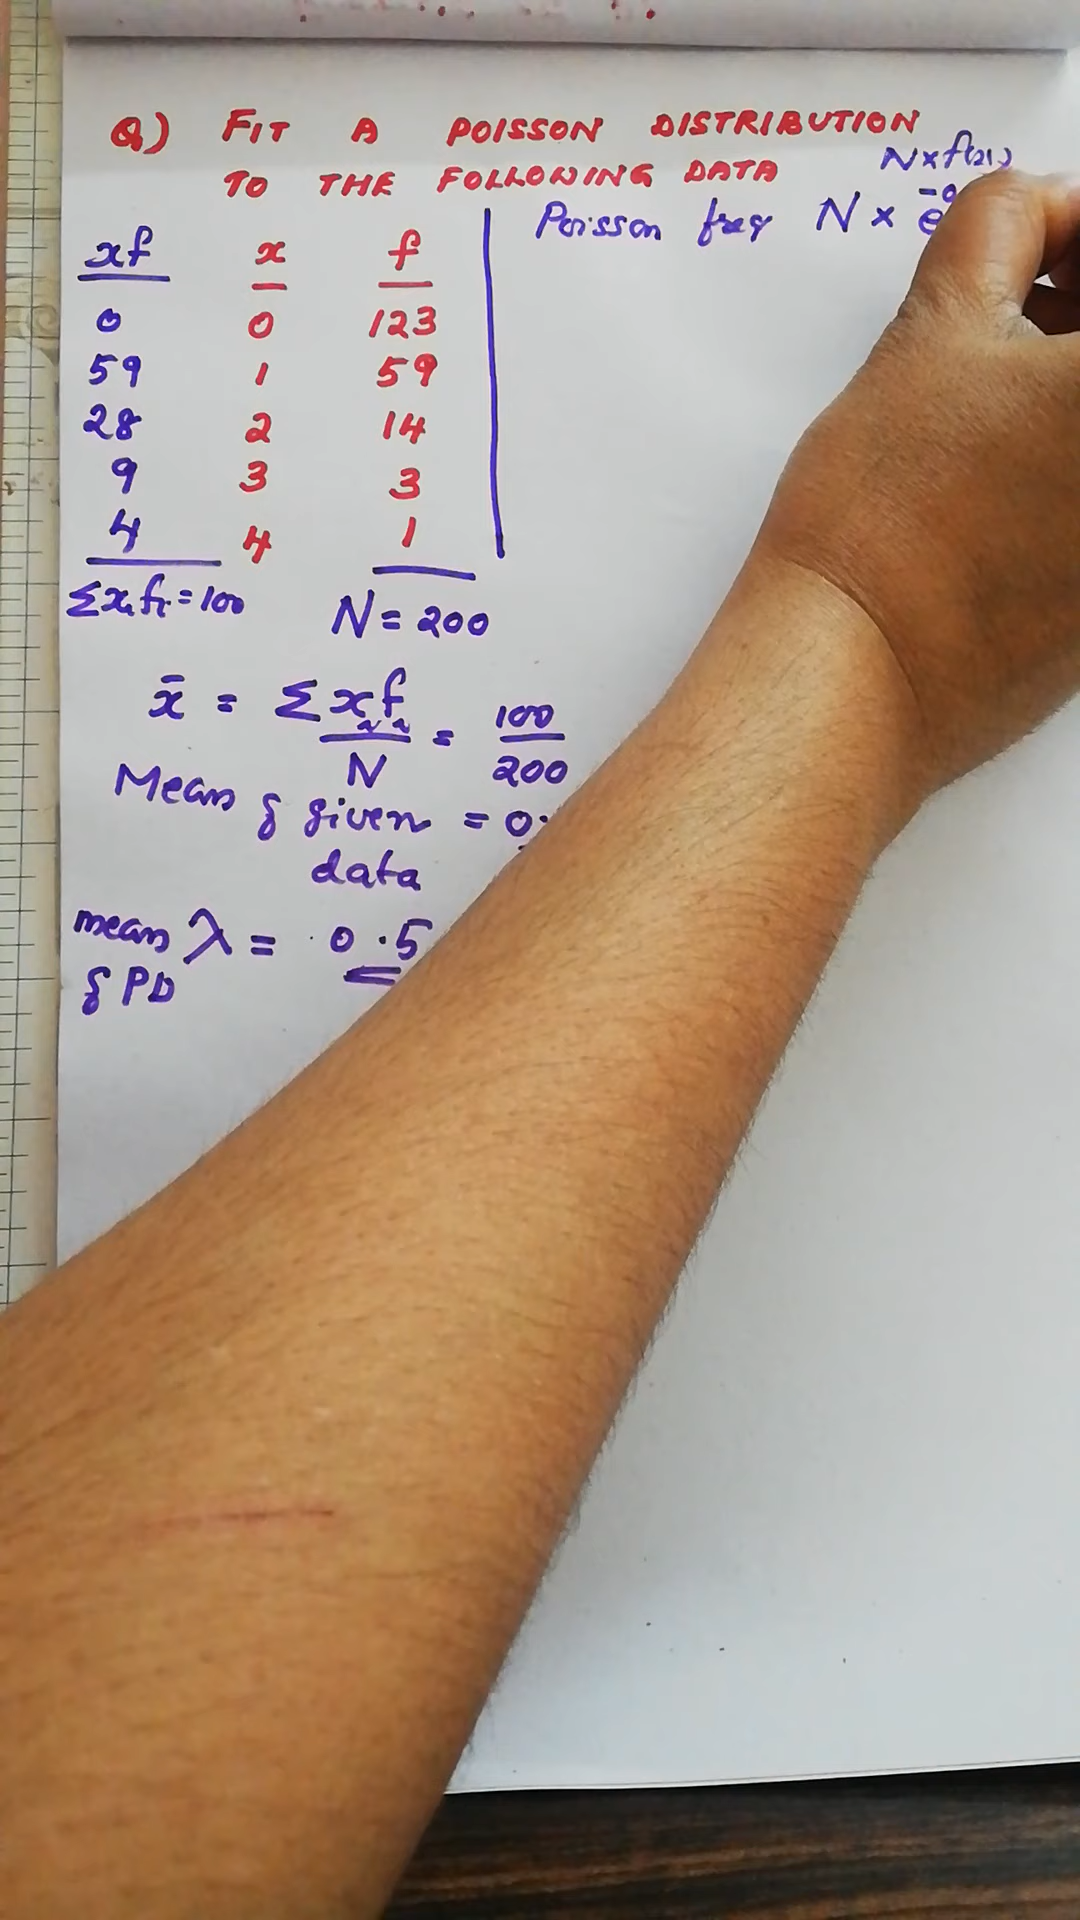 Q) FIT A POISSON DISTRIBUTION
TO THE FOLLOWING DATA
N×f(x)
Poisson freq N × e
xf x f
0 0 123
59 1 59
28 2 14
9 3 3
4 4 1
Σxᵢfᵢ=100 N=200
x̄ = Σxf/N = 100/200
Mean of given = 0.
data
mean λ = 0.5
of PD